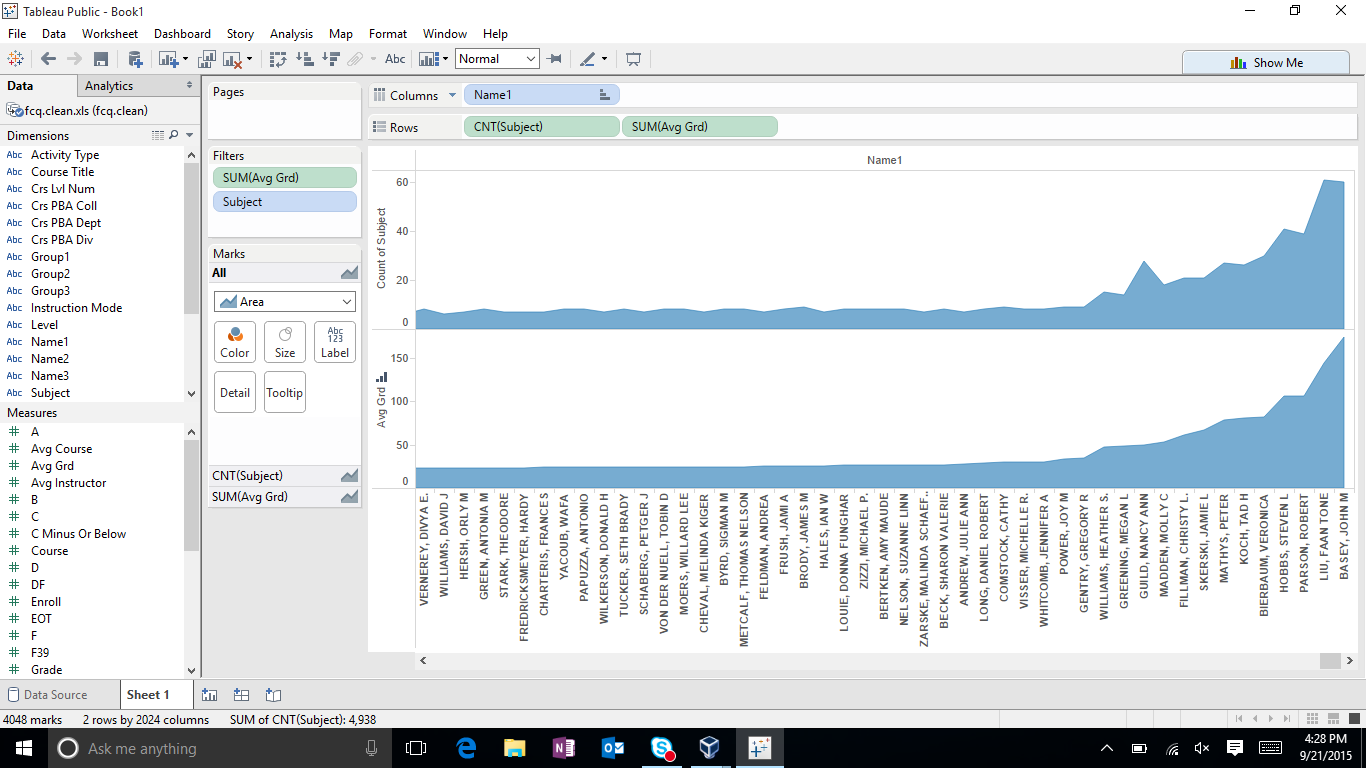 Tableau Public - Book1
File Data Worksheet Dashboard Story Analysis Map Format Window Help
Abc Normal Show Me
Data Analytics
fcq.clean.xls (fcq.clean)
Dimensions
Abc Activity Type
Abc Course Title
Abc Crs Lvl Num
Abc Crs PBA Coll
Abc Crs PBA Dept
Abc Crs PBA Div
Abc Group1
Abc Group2
Abc Group3
Abc Instruction Mode
Abc Level
Abc Name1
Abc Name2
Abc Name3
Abc Subject
Measures
# A
# Avg Course
# Avg Grd
# Avg Instructor
# B
# C
# C Minus Or Below
# Course
# D
# DF
# Enroll
# EOT
# F
# F39
# Grade
Pages
Filters
SUM(Avg Grd)
Subject
Marks
All
Area
Color Size Abc 123 Label
Detail Tooltip
CNT(Subject)
SUM(Avg Grd)
Columns Name1
Rows CNT(Subject) SUM(Avg Grd)
Name1
Count of Subject
60
40
20
0
Avg Grd
150
100
50
0
VERNEREY, DIVYA E.
WILLIAMS, DAVID J
HERSH, ORLY M
GREEN, ANTONIA M
STARK, THEODORE
FREDRICKSMEYER, HARDY
CHARTERIS, FRANCES
YACOUB, WAFA
PAPUZZA, ANTONIO
WILKERSON, DONALD H
TUCKER, SETH BRADY
SCHABERG, PETGER J
VON DER NUELL, TOBIN D
MOERS, WILLARD LEE
CHEVAL, MELINDA KIGER
BYRD, SIGMAN M
METCALF, THOMAS NELSON
FELDMAN, ANDREA
FRUSH, JAMI A
BRODY, JAMES M
HALES, IAN W
LOUIE, DONNA FUNGHAR
ZIZZI, MICHAEL P.
BERTKEN, AMY MAUDE
NELSON, SUZANNE LINN
ZARSKE, MALINDA SCHAEF..
BECK, SHARON VALERIE
ANDREW, JULIE ANN
LONG, DANIEL ROBERT
COMSTOCK, CATHY
VISSER, MICHELLE R.
WHITCOMB, JENNIFER A
POWER, JOY M
GENTRY, GREGORY R
WILLIAMS, HEATHER S.
GREENING, MEGAN L
GUILD, NANCY ANN
MADDEN, MOLLY C
FILLMAN, CHRISTY L.
SKERSKI, JAMIE L
MATHYS, PETER
KOCH, TAD H
BIERBAUM, VERONICA
HOBBS, STEVEN L
PARSON, ROBERT
LIU, FAAN TONE
BASEY, JOHN M
Data Source Sheet 1
4048 marks 2 rows by 2024 columns SUM of CNT(Subject): 4,938
Ask me anything
4:28 PM
9/21/2015